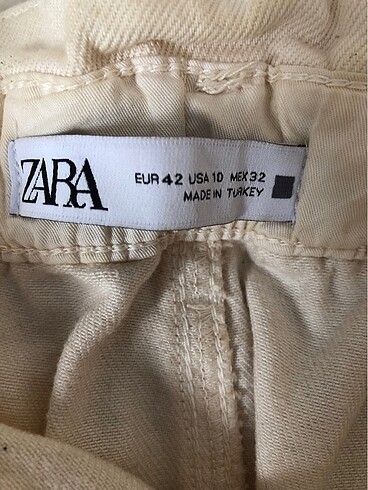 ZARA
EUR 42 USA 10 MEX 32
MADE IN TURKEY